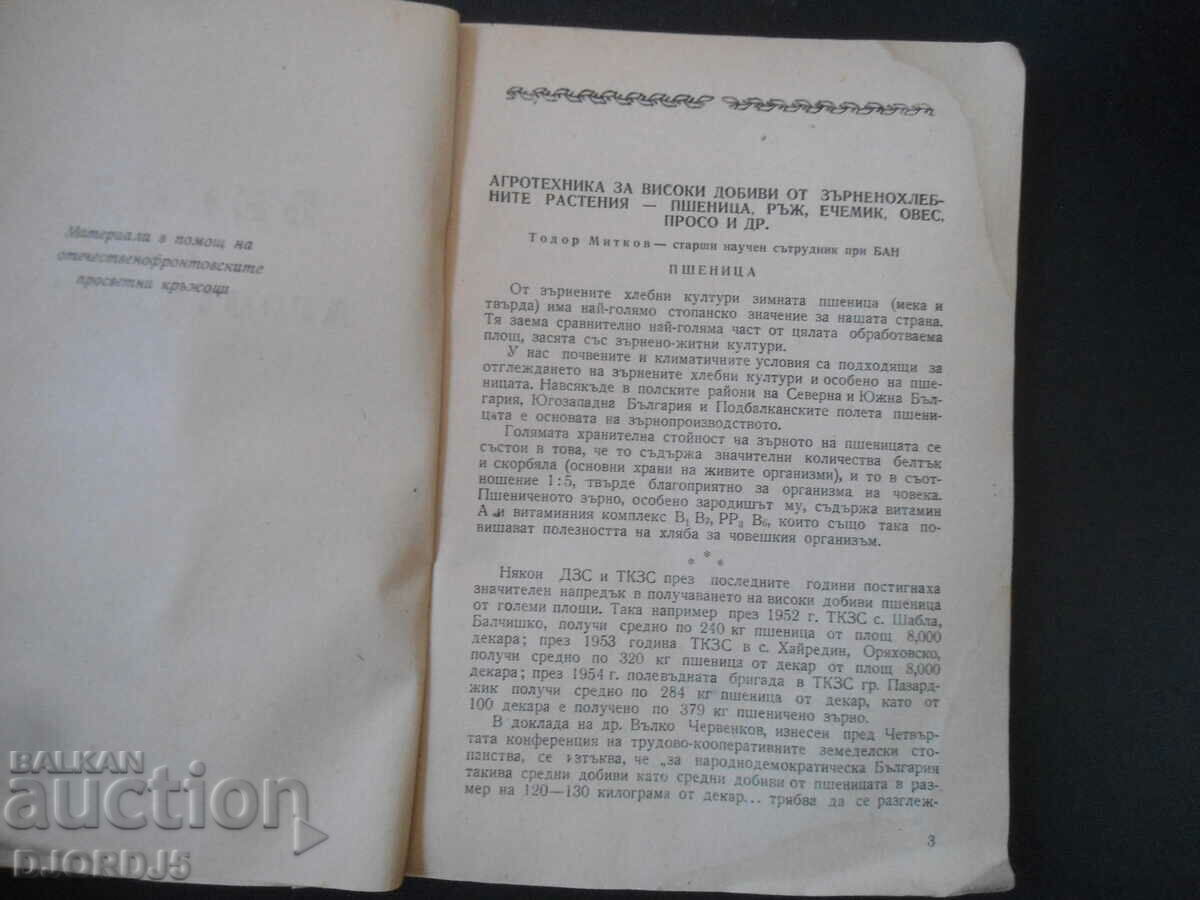 Материали в помощ на
отечественофронтовските
просветни кръжоци
АГРОТЕХНИКА ЗА ВИСОКИ ДОБИВИ ОТ ЗЪРНЕНОХЛЕБ-
НИТЕ РАСТЕНИЯ — ПШЕНИЦА, РЪЖ, ЕЧЕМИК, ОВЕС,
ПРОСО И ДР.
Тодор Митков — старши научен сътрудник при БАН
ПШЕНИЦА
От зърнените хлебни култури зимната пшеница (мека и
твърда) има най-голямо стопанско значение за нашата страна.
Тя заема сравнително най-голяма част от цялата обработваема
площ, засята със зърнено-житни култури.
У нас почвените и климатичните условия са подходящи за
отглеждането на зърнените хлебни култури и особено на пше-
ницата. Навсякъде в полските райони на Северна и Южна Бъл-
гария, Югозападна България и Подбалканските полета пшени-
цата е основата на зърнопроизводството.
Голямата хранителна стойност на зърното на пшеницата се
състои в това, че то съдържа значителни количества белтък
и скорбяла (основни храни на живите организми), и то в съот-
ношение 1:5, твърде благоприятно за организма на човека.
Пшениченото зърно, особено зародишът му, съдържа витамин
А и витаминния комплекс B₁ B₂, PP₃ B₆, които също така по-
вишават полезността на хляба за човешкия организъм.
* * *
Някои ДЗС и ТКЗС през последните години постигнаха
значителен напредък в получаването на високи добиви пшеница
от големи площи. Така например през 1952 г. ТКЗС с. Шабла,
Балчишко, получи средно по 240 кг пшеница от площ 8,000
декара; през 1953 година ТКЗС в с. Хайредин, Оряховско,
получи средно по 320 кг пшеница от декар от площ 8,000
декара; през 1954 г. полевъдната бригада в ТКЗС гр. Пазард-
жик получи средно по 284 кг пшеница от декар, като от
100 декара е получено по 379 кг пшеничено зърно.
В доклада на др. Вълко Червенков, изнесен пред Четвър-
тата конференция на трудово-кооперативните земеделски сто-
панства, се изтъква, че „за народнодемократическа България
такива средни добиви като средни добиви от пшеницата в раз-
мер на 120—130 килограма от декар... трябва да се разглеж-
3
BALKAN
auction
DJORDJ5